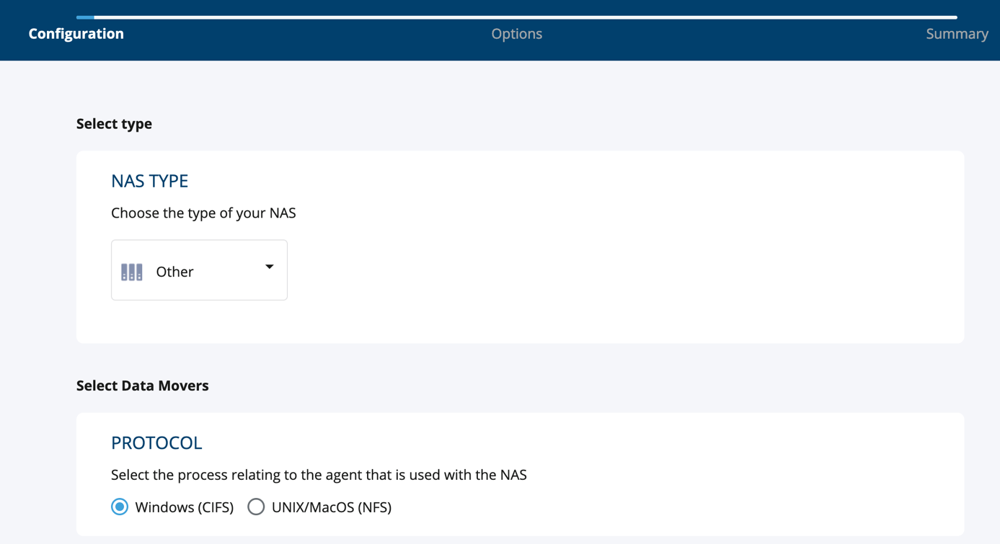 Configuration
Options
Summary
Select type
NAS TYPE
Choose the type of your NAS
Other
Select Data Movers
PROTOCOL
Select the process relating to the agent that is used with the NAS
Windows (CIFS) UNIX/MacOS (NFS)